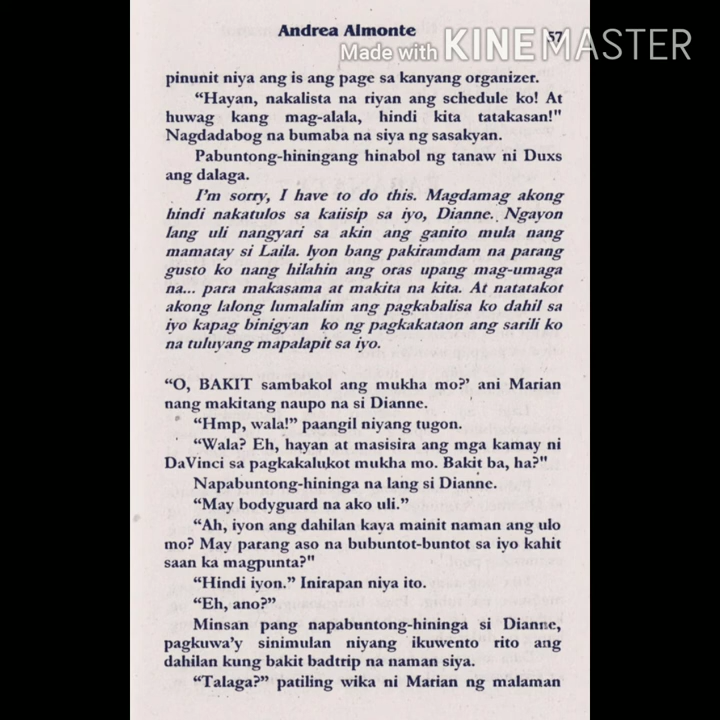 Andrea Almonte 57
Made with KINEMASTER
pinunit niya ang is ang page sa kanyang organizer.
“Hayan, nakalista na riyan ang schedule ko! At
huwag kang mag-alala, hindi kita tatakasan!"
Nagdadabog na bumaba na siya ng sasakyan.
Pabuntong-hiningang hinabol ng tanaw ni Duxs
ang dalaga.
I’m sorry, I have to do this. Magdamag akong
hindi nakatulos sa kaiisip sa iyo, Dianne. Ngayon
lang uli nangyari sa akin ang ganito mula nang
mamatay si Laila. Iyon bang pakiramdam na parang
gusto ko nang hilahin ang oras upang mag-umaga
na... para makasama at makita na kita. At natatakot
akong lalong lumalalim ang pagkabalisa ko dahil sa
iyo kapag binigyan ko ng pagkakataon ang sarili ko
na tuluyang mapalapit sa iyo.
“O, BAKIT sambakol ang mukha mo?’ ani Marian
nang makitang naupo na si Dianne.
“Hmp, wala!” paangil niyang tugon.
“Wala? Eh, hayan at masisira ang mga kamay ni
DaVinci sa pagkakalukot mukha mo. Bakit ba, ha?"
Napabuntong-hininga na lang si Dianne.
“May bodyguard na ako uli.”
“Ah, iyon ang dahilan kaya mainit naman ang ulo
mo? May parang aso na bubuntot-buntot sa iyo kahit
saan ka magpunta?"
“Hindi iyon.” Inirapan niya ito.
“Eh, ano?”
Minsan pang napabuntong-hininga si Dianne,
pagkuwa’y sinimulan niyang ikuwento rito ang
dahilan kung bakit badtrip na naman siya.
“Talaga?” patiling wika ni Marian ng malaman